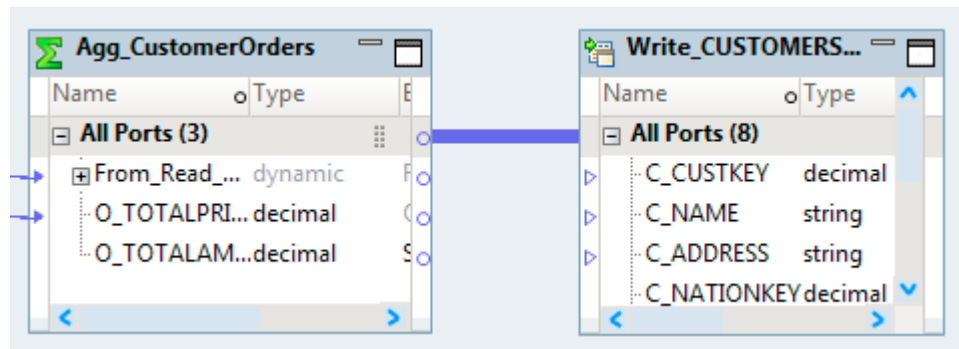 Agg_CustomerOrders
Name Type E
All Ports (3)
From_Read_... dynamic F
O_TOTALPRI... decimal
O_TOTALAM... decimal S
Write_CUSTOMERS...
Name Type
All Ports (8)
C_CUSTKEY decimal
C_NAME string
C_ADDRESS string
C_NATIONKEY decimal